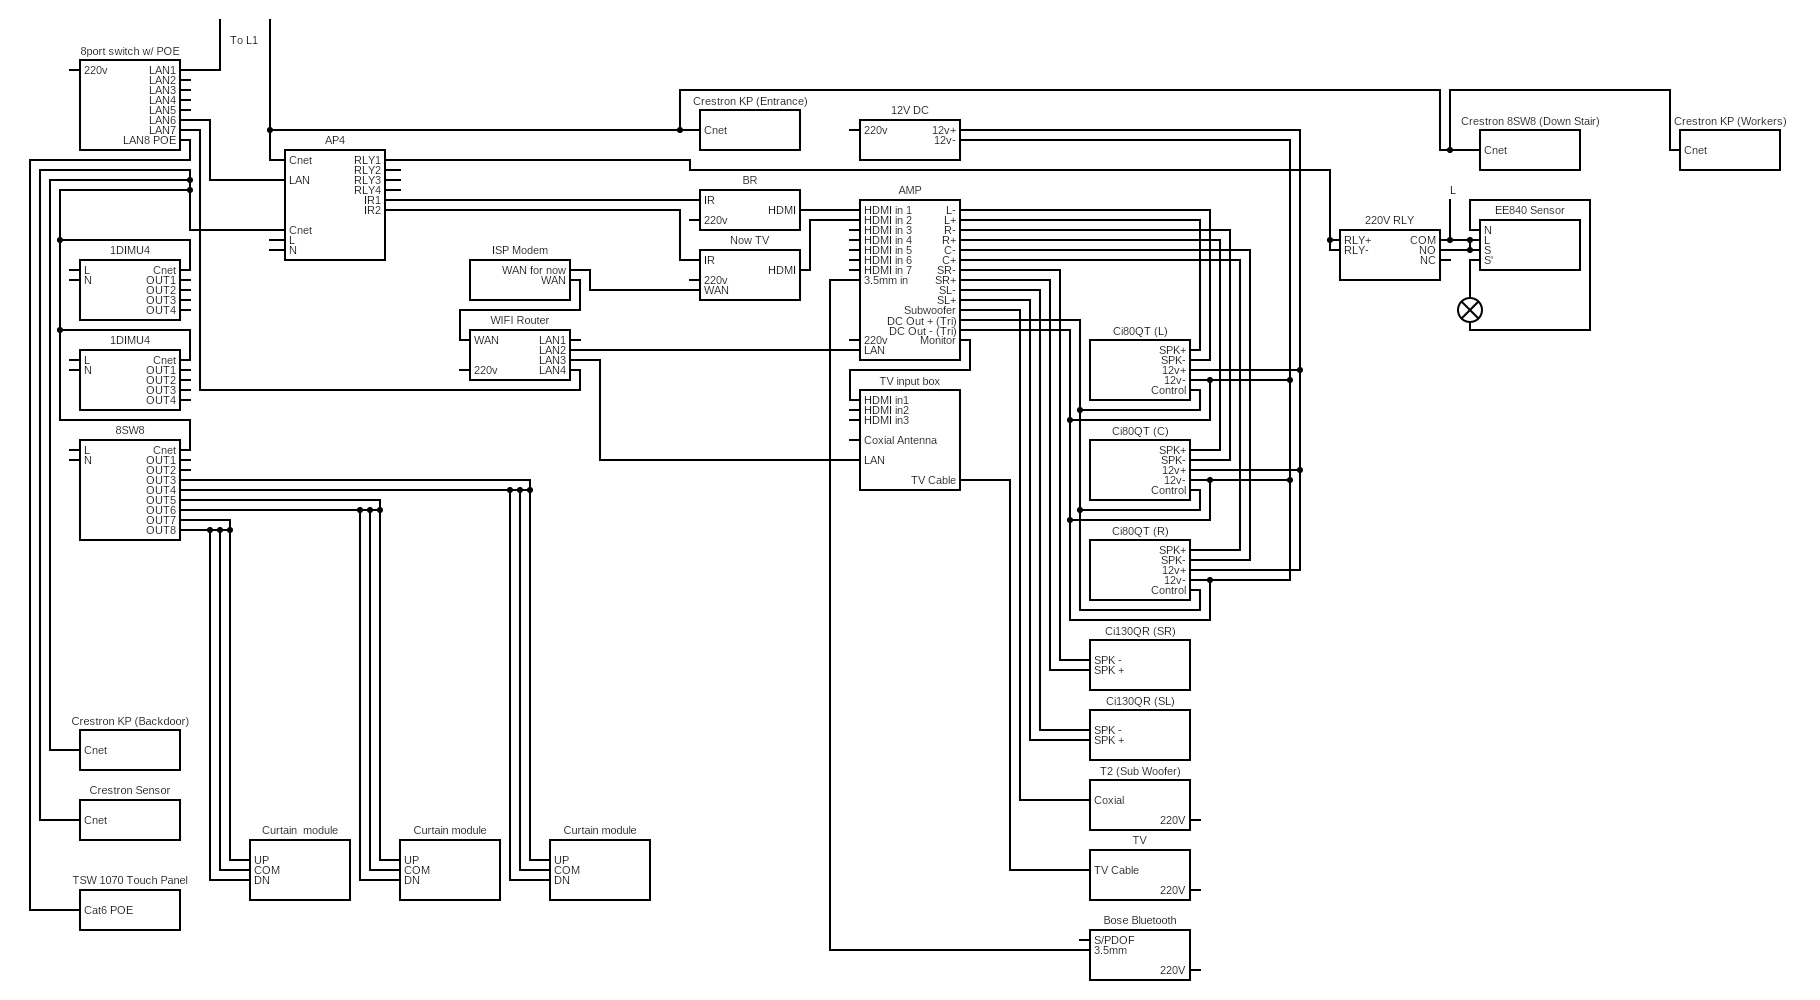 To L1
8port switch w/ POE
220v
LAN1
LAN2
LAN3
LAN4
LAN5
LAN6
LAN7
LAN8 POE
AP4
Cnet
LAN
Cnet
L
N
RLY1
RLY2
RLY3
RLY4
IR1
IR2
1DIMU4
L
N
Cnet
OUT1
OUT2
OUT3
OUT4
1DIMU4
L
N
Cnet
OUT1
OUT2
OUT3
OUT4
8SW8
L
N
Cnet
OUT1
OUT2
OUT3
OUT4
OUT5
OUT6
OUT7
OUT8
Crestron KP (Backdoor)
Cnet
Crestron Sensor
Cnet
TSW 1070 Touch Panel
Cat6 POE
Curtain  module
UP
COM
DN
Curtain module
UP
COM
DN
Curtain module
UP
COM
DN
ISP Modem
WAN for now
WAN
WIFI Router
WAN
220v
LAN1
LAN2
LAN3
LAN4
Crestron KP (Entrance)
Cnet
BR
IR
220v
HDMI
Now TV
IR
220v
WAN
HDMI
12V DC
220v
12v+
12v-
AMP
HDMI in 1
HDMI in 2
HDMI in 3
HDMI in 4
HDMI in 5
HDMI in 6
HDMI in 7
3.5mm in
220v
LAN
L-
L+
R-
R+
C-
C+
SR-
SR+
SL-
SL+
Subwoofer
DC Out + (Tri)
DC Out - (Tri)
Monitor
TV input box
HDMI in1
HDMI in2
HDMI in3
Coxial Antenna
LAN
TV Cable
Ci80QT (L)
SPK+
SPK-
12v+
12v-
Control
Ci80QT (C)
SPK+
SPK-
12v+
12v-
Control
Ci80QT (R)
SPK+
SPK-
12v+
12v-
Control
Ci130QR (SR)
SPK -
SPK +
Ci130QR (SL)
SPK -
SPK +
T2 (Sub Woofer)
Coxial
220V
TV
TV Cable
220V
Bose Bluetooth
S/PDOF
3.5mm
220V
Crestron 8SW8 (Down Stair)
Cnet
Crestron KP (Workers)
Cnet
L
220V RLY
RLY+
RLY-
COM
NO
NC
EE840 Sensor
N
L
S
S'